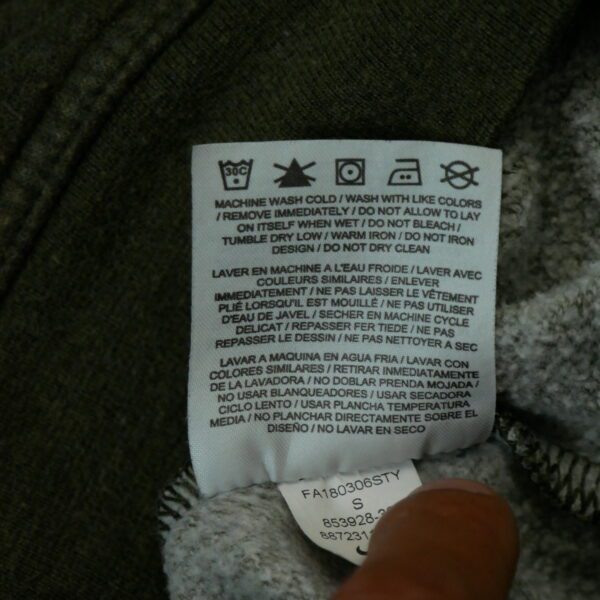 30C
MACHINE WASH COLD / WASH WITH LIKE COLORS
/ REMOVE IMMEDIATELY / DO NOT ALLOW TO LAY
ON ITSELF WHEN WET / DO NOT BLEACH /
TUMBLE DRY LOW / WARM IRON / DO NOT IRON
DESIGN / DO NOT DRY CLEAN
LAVER EN MACHINE A L'EAU FROIDE / LAVER AVEC
COULEURS SIMILAIRES / ENLEVER
IMMEDIATEMENT / NE PAS LAISSER LE VÊTEMENT
PLIÉ LORSQU'IL EST MOUILLÉ / NE PAS UTILISER
D'EAU DE JAVEL / SECHER EN MACHINE CYCLE
DELICAT / REPASSER FER TIEDE / NE PAS
REPASSER LE DESSIN / NE PAS NETTOYER A SEC
LAVAR A MAQUINA EN AGUA FRIA / LAVAR CON
COLORES SIMILARES / RETIRAR INMEDIATAMENTE
DE LA LAVADORA / NO DOBLAR PRENDA MOJADA /
NO USAR BLANQUEADORES / USAR SECADORA
CICLO LENTO / USAR PLANCHA TEMPERATURA
MEDIA / NO PLANCHAR DIRECTAMENTE SOBRE EL
DISEÑO / NO LAVAR EN SECO
FA180306STY
S
853928-3
887231